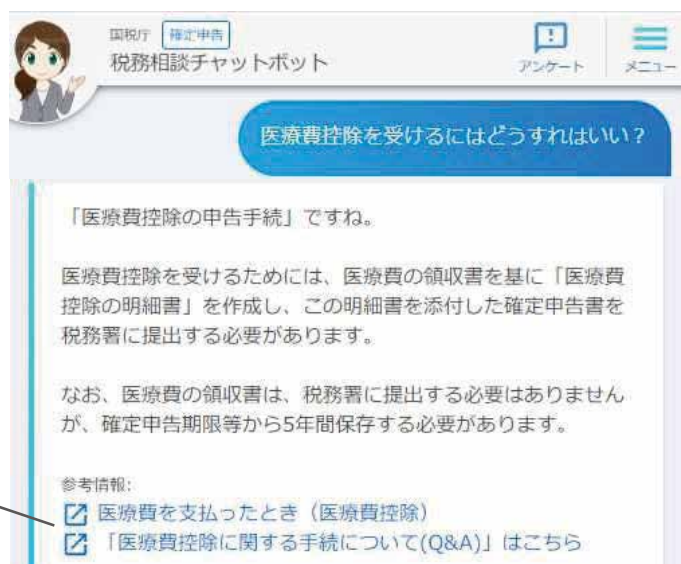 国税庁 確定申告
税務相談チャットボット
アンケート
メニュー
医療費控除を受けるにはどうすればいい？
「医療費控除の申告手続」ですね。
医療費控除を受けるためには、医療費の領収書を基に「医療費
控除の明細書」を作成し、この明細書を添付した確定申告書を
税務署に提出する必要があります。
なお、医療費の領収書は、税務署に提出する必要はありません
が、確定申告期限等から5年間保存する必要があります。
参考情報:
医療費を支払ったとき（医療費控除）
「医療費控除に関する手続について(Q&A)」はこちら